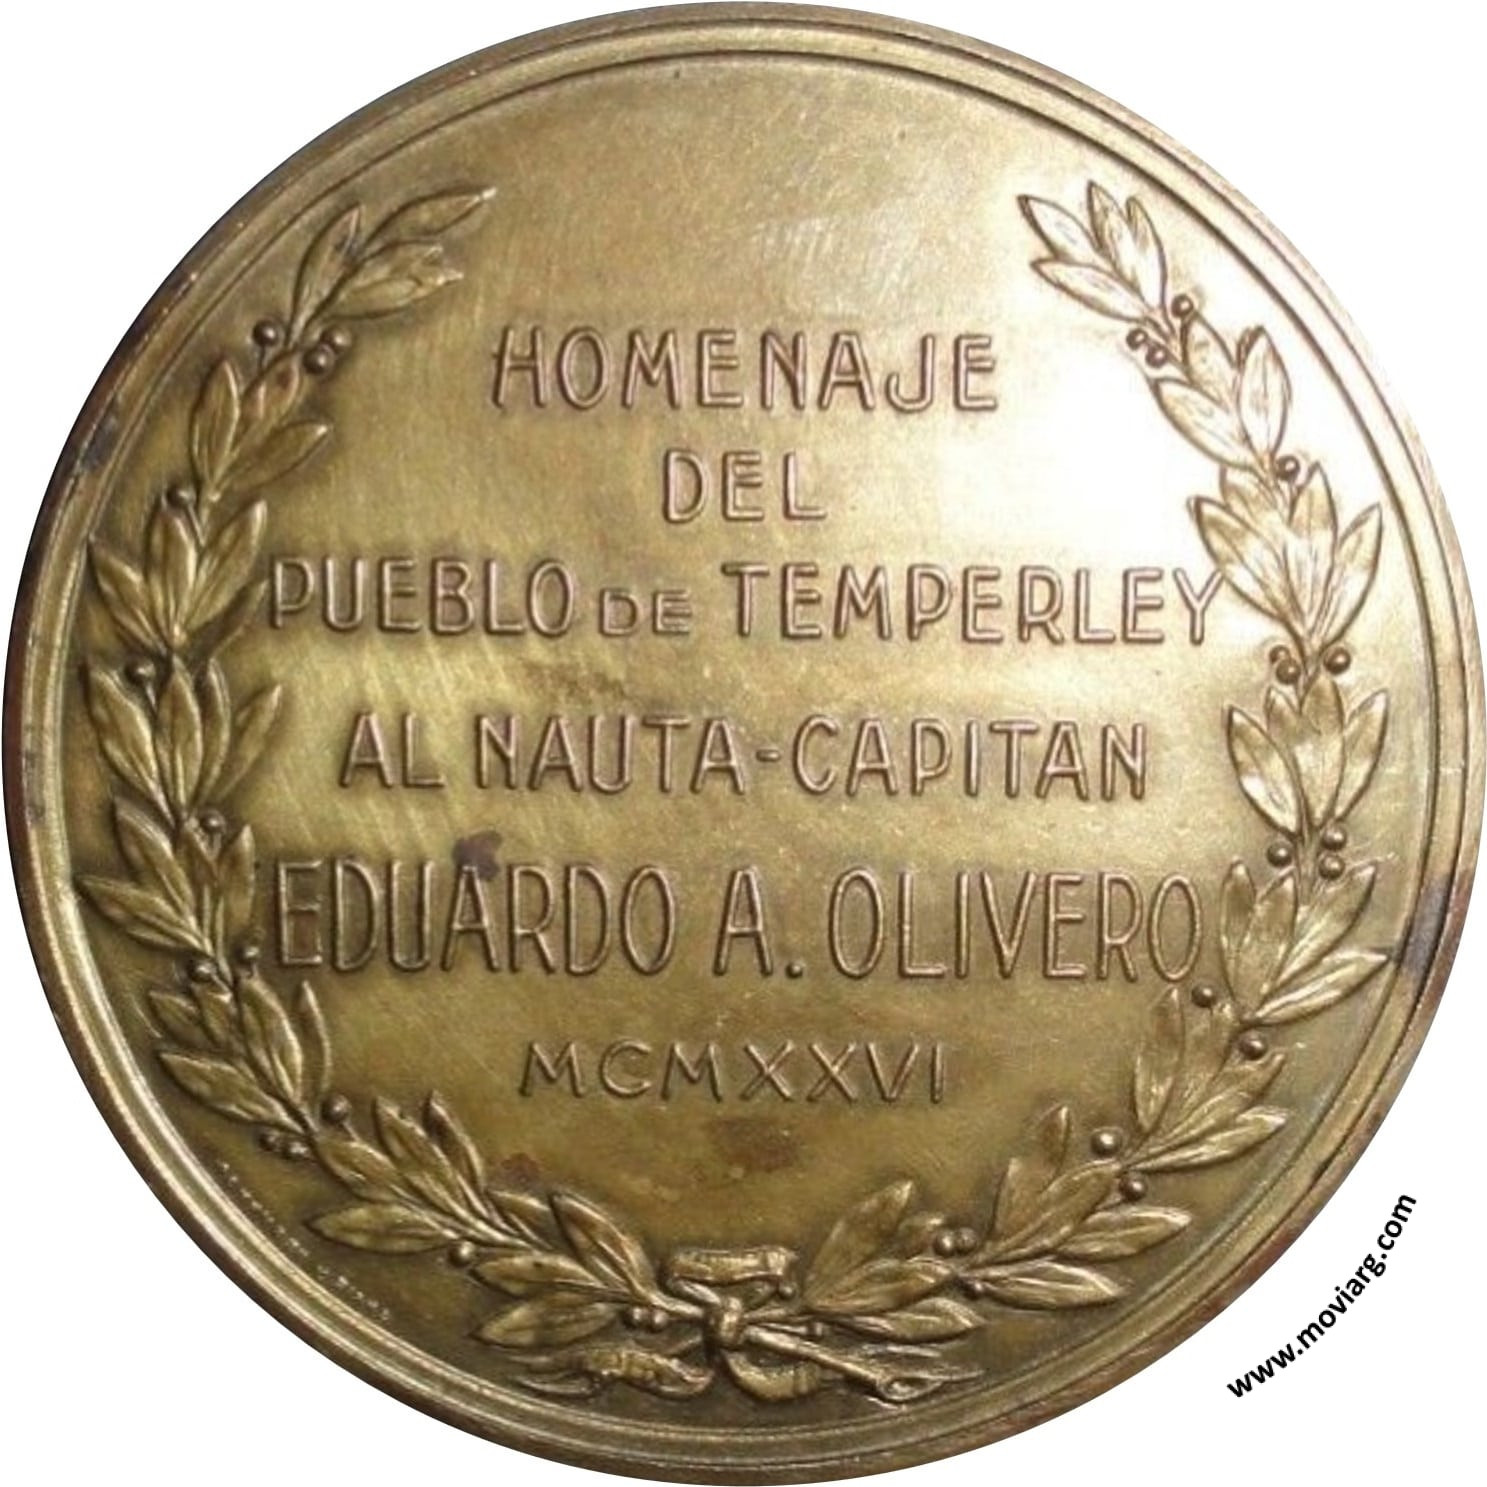 HOMENAJE
DEL
PUEBLO DE TEMPERLEY
AL NAUTA-CAPITAN
EDUARDO A. OLIVERO
MCMXXVI
www.moviarg.com